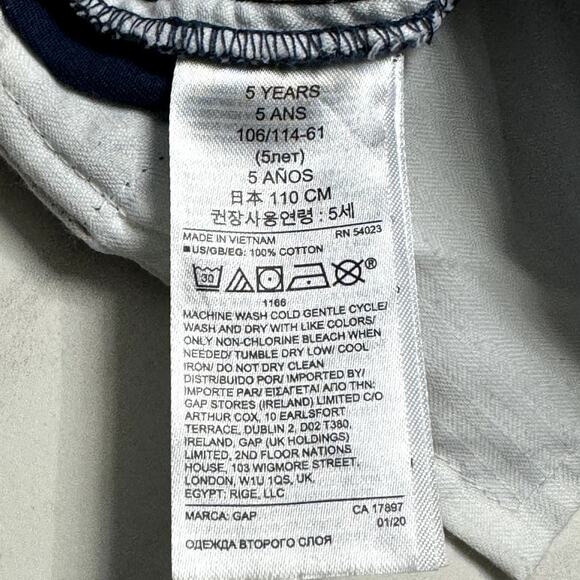 5 YEARS
5 ANS
106/114-61
(5лет)
5 AÑOS
日本 110 CM
권장사용연령 : 5세
MADE IN VIETNAM RN 54023
■US/GB/EG: 100% COTTON
30 ®
1166
MACHINE WASH COLD GENTLE CYCLE/
WASH AND DRY WITH LIKE COLORS/
ONLY NON-CHLORINE BLEACH WHEN
NEEDED/ TUMBLE DRY LOW/ COOL
IRON/ DO NOT DRY CLEAN
DISTRIBUIDO POR/ IMPORTED BY/
IMPORTE PAR/ ΕΙΣΑΓΕΤΑΙ ΑΠΟ ΤΗΝ:
GAP STORES (IRELAND) LIMITED C/O
ARTHUR COX, 10 EARLSFORT
TERRACE, DUBLIN 2, D02 T380,
IRELAND, GAP (UK HOLDINGS)
LIMITED, 2ND FLOOR NATIONS
HOUSE, 103 WIGMORE STREET,
LONDON, W1U 1QS, UK.
EGYPT: RIGE, LLC
MARCA: GAP CA 17897
01/20
ОДЕЖДА ВТОРОГО СЛОЯ